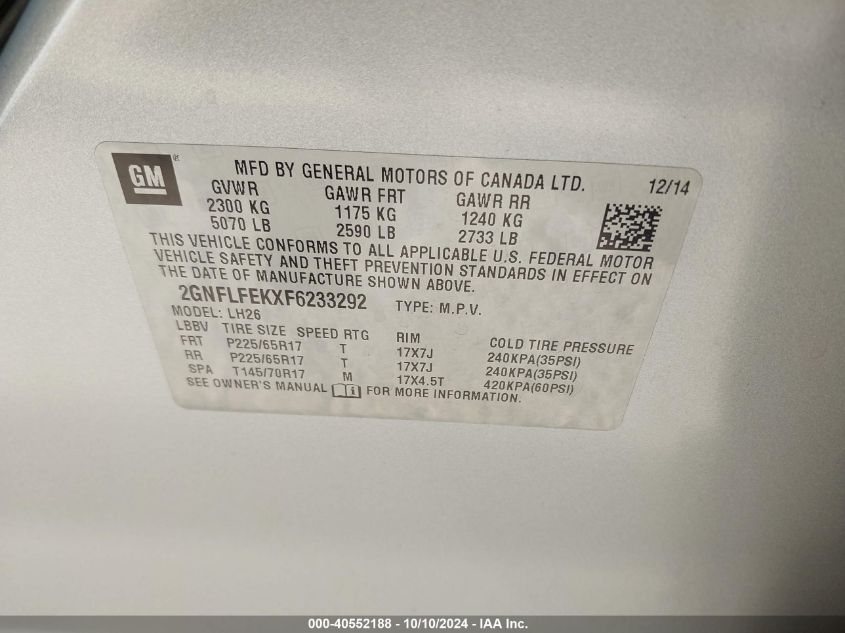 GM®
MFD BY GENERAL MOTORS OF CANADA LTD. 12/14
GVWR GAWR FRT GAWR RR
2300 KG 1175 KG 1240 KG
5070 LB 2590 LB 2733 LB
THIS VEHICLE CONFORMS TO ALL APPLICABLE U.S. FEDERAL MOTOR
VEHICLE SAFETY AND THEFT PREVENTION STANDARDS IN EFFECT ON
THE DATE OF MANUFACTURE SHOWN ABOVE.
2GNFLFEKXF6233292 TYPE: M.P.V.
MODEL: LH26
LBBV TIRE SIZE SPEED RTG RIM COLD TIRE PRESSURE
FRT P225/65R17 T 17X7J 240KPA(35PSI)
RR P225/65R17 T 17X7J 240KPA(35PSI)
SPA T145/70R17 M 17X4.5T 420KPA(60PSI)
SEE OWNER'S MANUAL FOR MORE INFORMATION.
000-40552188 - 10/10/2024 - IAA Inc.